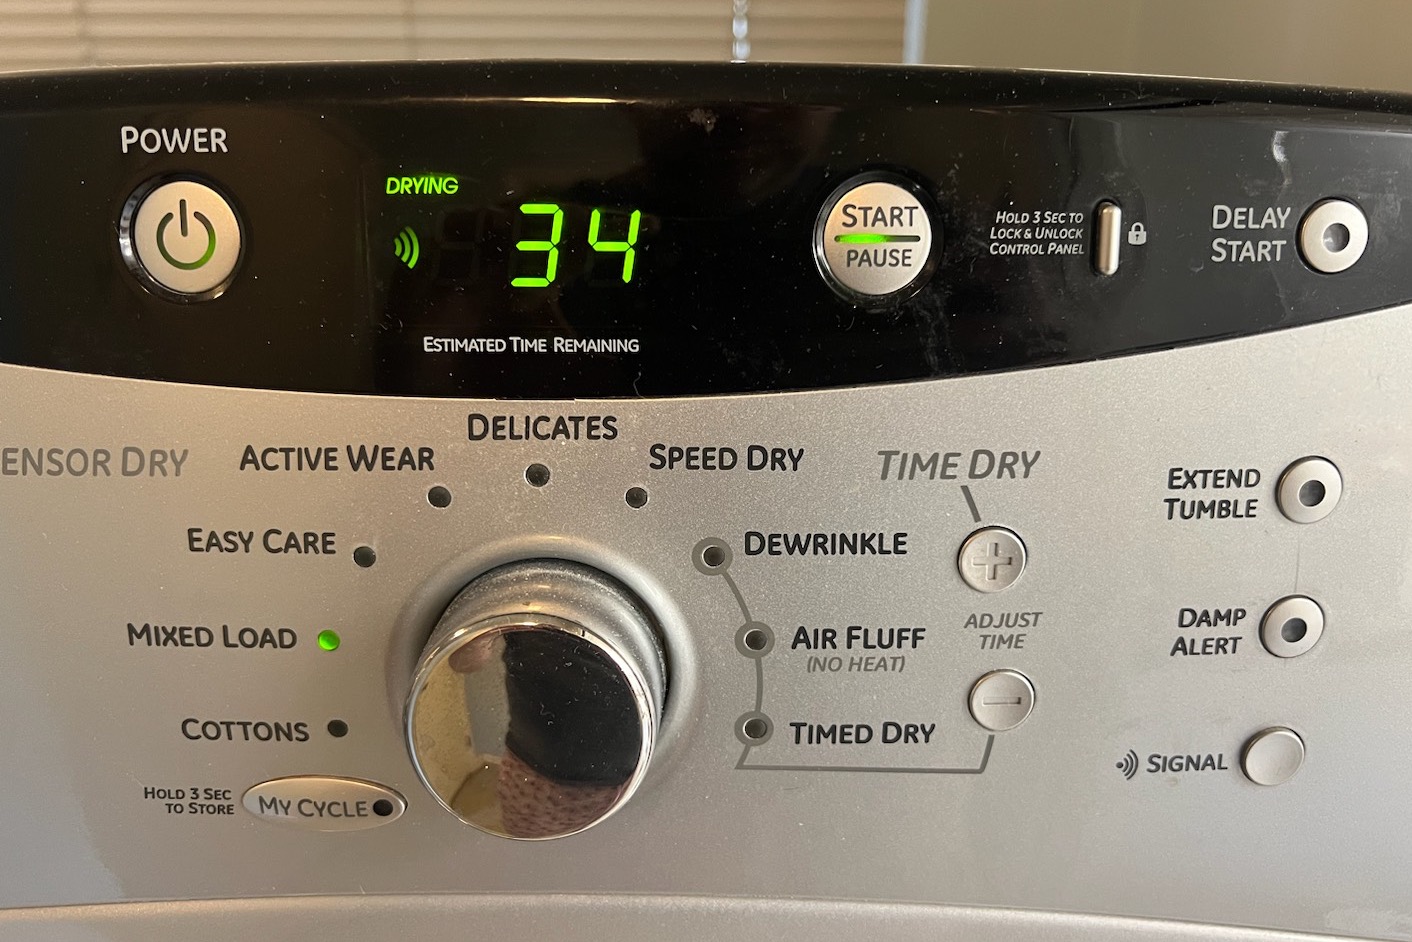 POWER
DRYING
34
ESTIMATED TIME REMAINING
START
PAUSE
HOLD 3 SEC TO
LOCK & UNLOCK
CONTROL PANEL
DELAY
START
ENSOR DRY
ACTIVE WEAR
DELICATES
SPEED DRY
TIME DRY
EXTEND
TUMBLE
EASY CARE
DEWRINKLE
MIXED LOAD
AIR FLUFF
(NO HEAT)
ADJUST
TIME
DAMP
ALERT
COTTONS
TIMED DRY
SIGNAL
HOLD 3 SEC
TO STORE
MY CYCLE